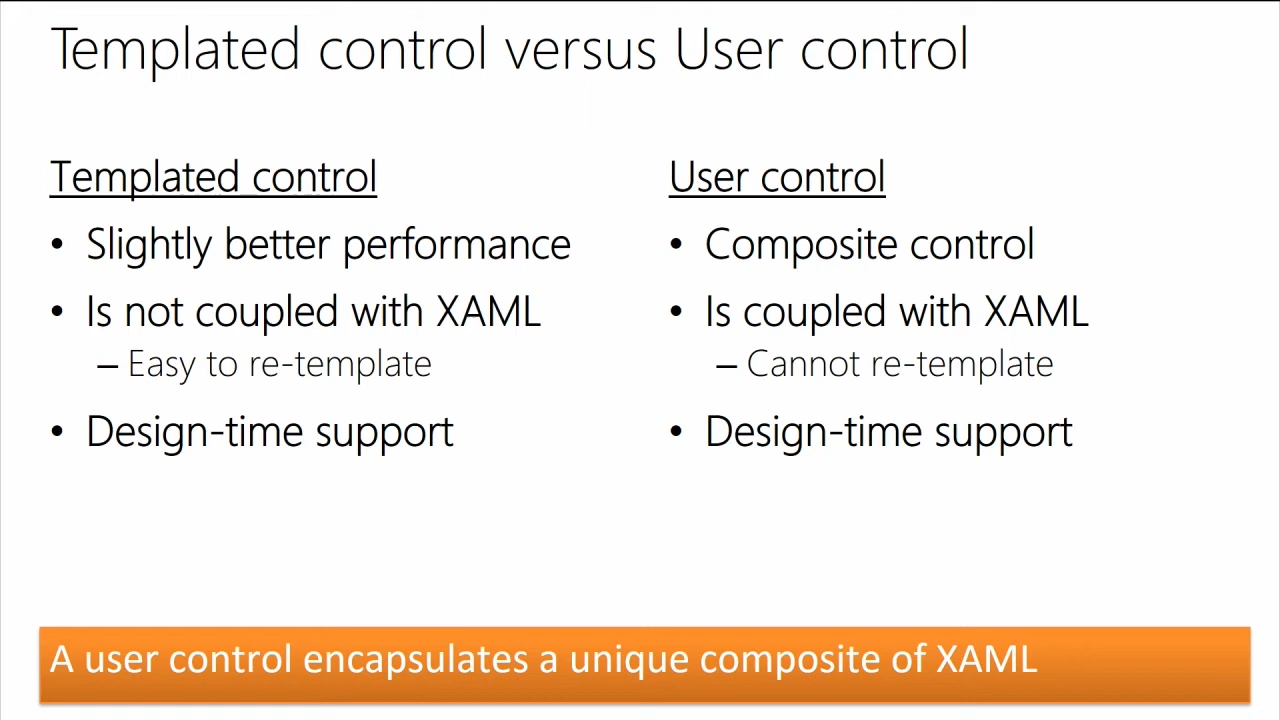 Templated control versus User control
Templated control
• Slightly better performance
• Is not coupled with XAML
– Easy to re-template
• Design-time support
User control
• Composite control
• Is coupled with XAML
– Cannot re-template
• Design-time support
A user control encapsulates a unique composite of XAML